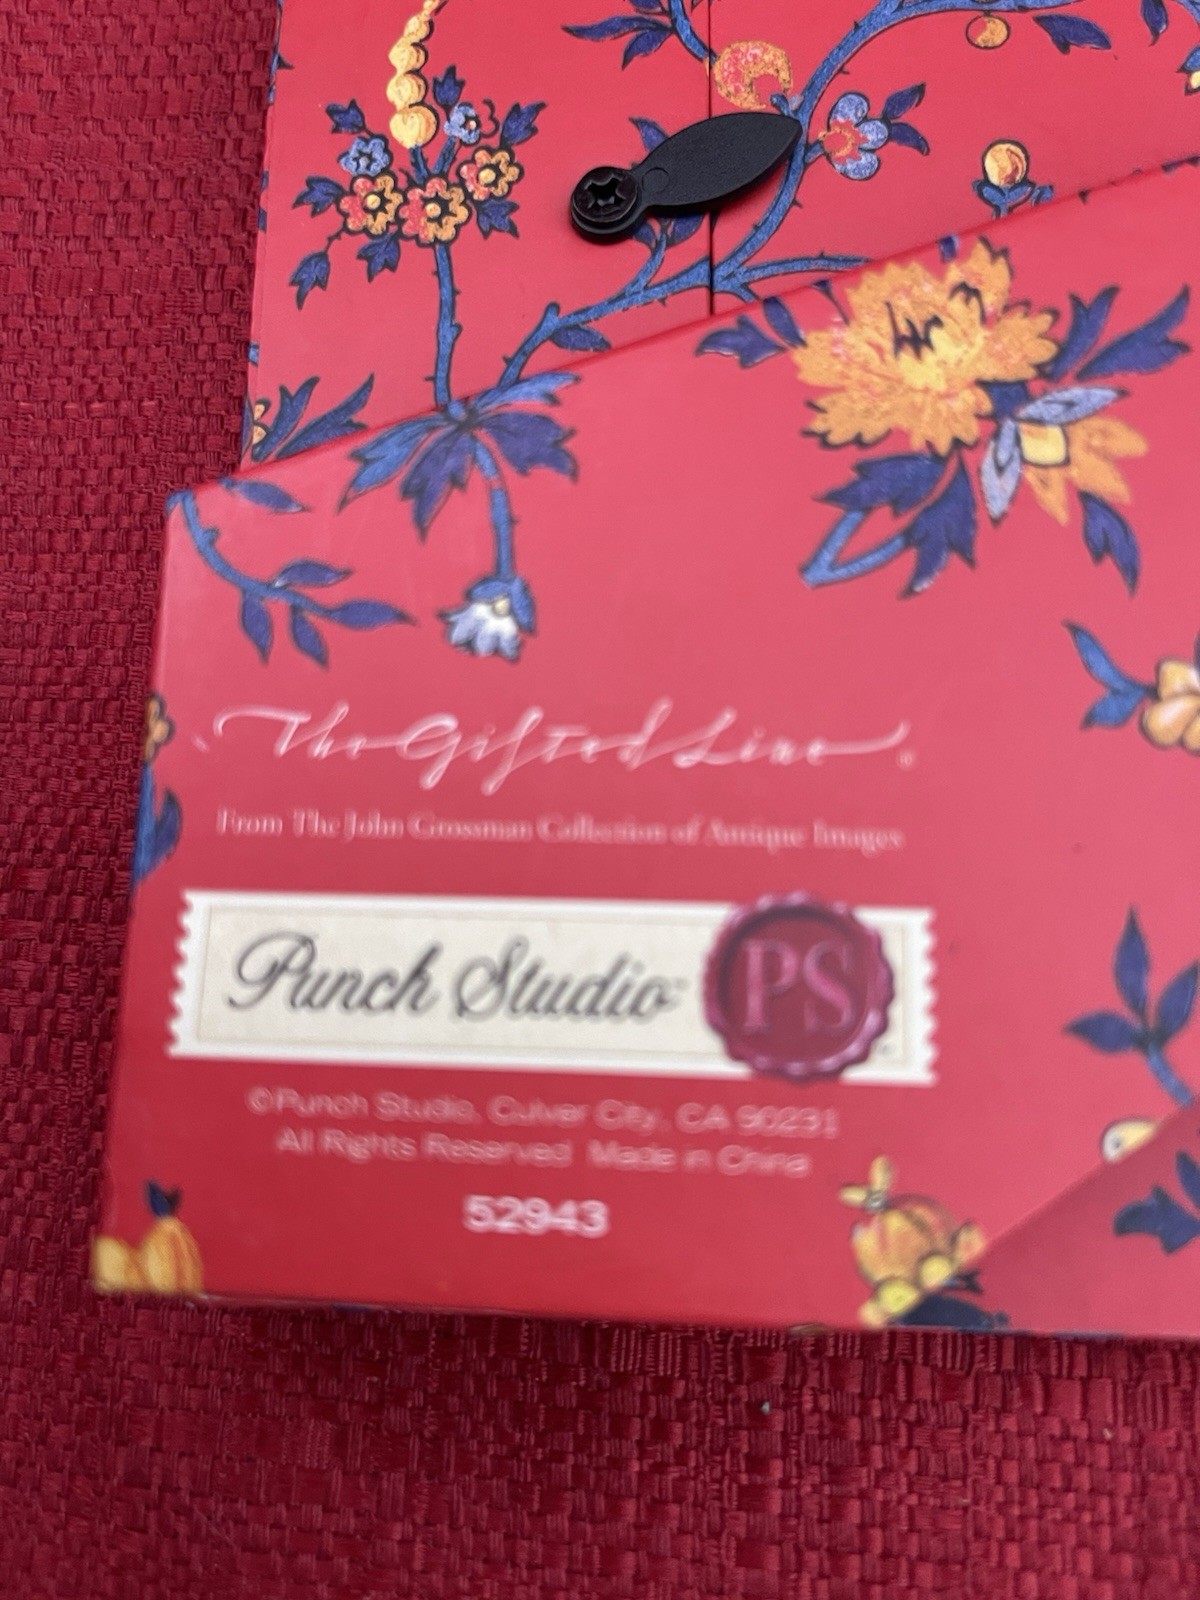 The Gifted Line®
From The John Grossman Collection of Antique Images
Punch Studio™ PS
©Punch Studio, Culver City, CA 90231
All Rights Reserved Made in China
52943